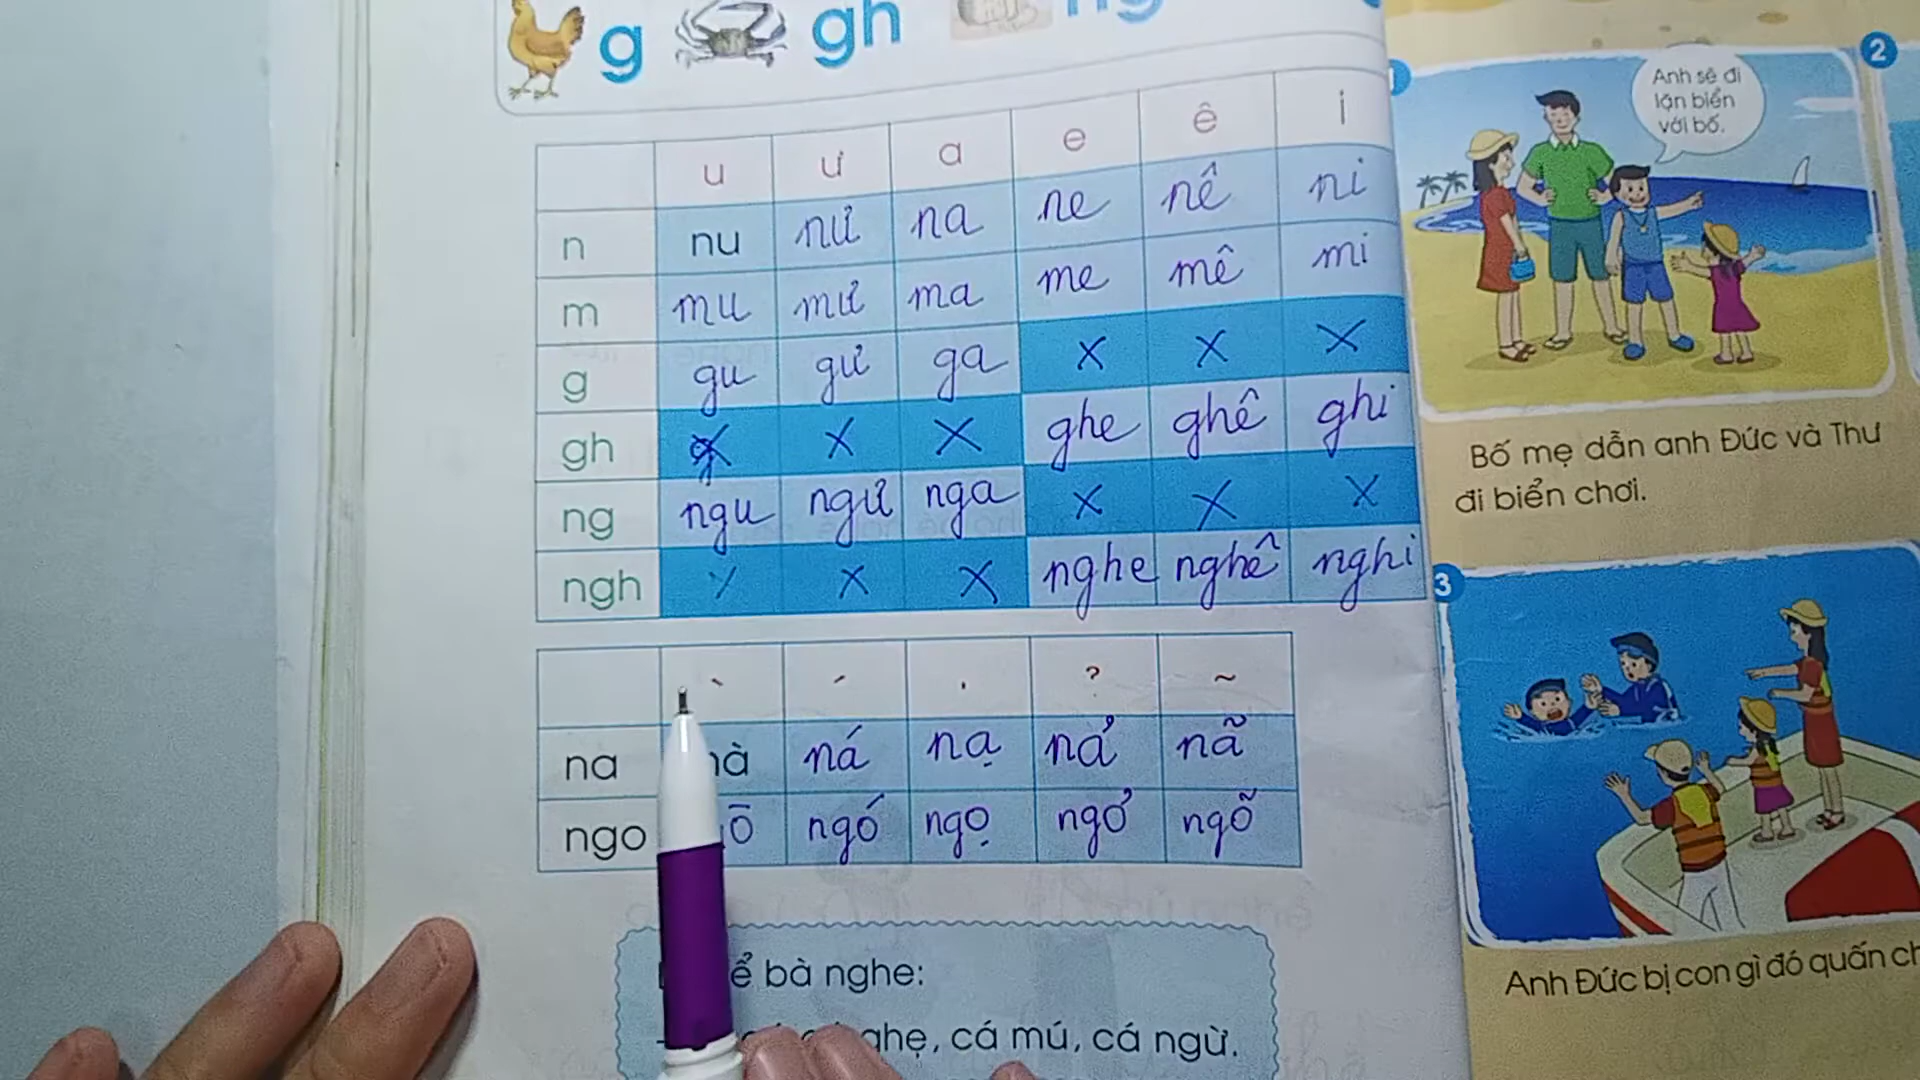 g gh ng
u ư a e ê i
n nu nư na ne nê ni
m mu mư ma me mê mi
g gu gư ga x x x
gh x x x ghe ghê ghi
ng ngu ngư nga x x x
ngh x x x nghe nghê nghi
` ´ . ? ~
na nà ná nạ nả nã
ngo ngó ngọ ngỏ ngõ
bà nghe:
ghẹ, cá mú, cá ngừ.
2
Anh sẽ đi
lặn biển
với bố.
Bố mẹ dẫn anh Đức và Thư
đi biển chơi.
3
Anh Đức bị con gì đó quấn